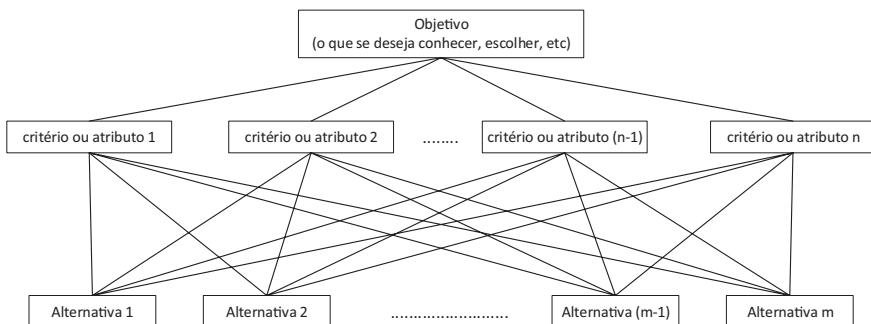 Objetivo
(o que se deseja conhecer, escolher, etc)
critério ou atributo 1
critério ou atributo 2
........
critério ou atributo (n-1)
critério ou atributo n
Alternativa 1
Alternativa 2
..........................
Alternativa (m-1)
Alternativa m